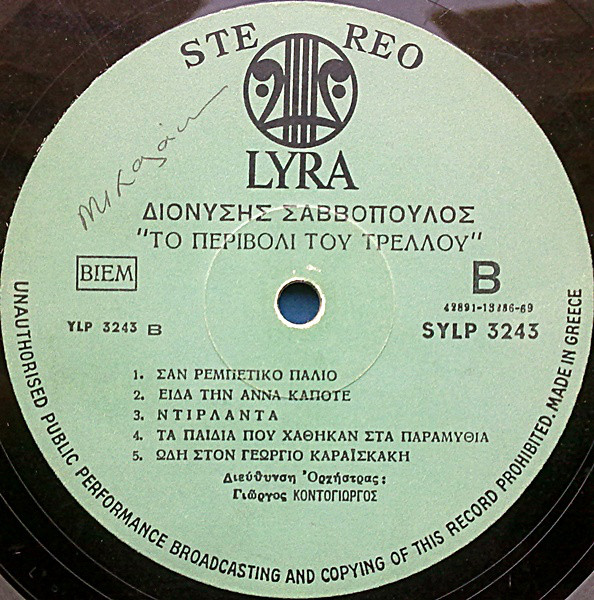 STEREO
LYRA
ΔΙΟΝΥΣΗΣ ΣΑΒΒΟΠΟΥΛΟΣ
"ΤΟ ΠΕΡΙΒΟΛΙ ΤΟΥ ΤΡΕΛΛΟΥ"
BIEM
B
YLP 3243 B
SYLP 3243
1. ΣΑΝ ΡΕΜΠΕΤΙΚΟ ΠΑΛΙΟ
2. ΕΙΔΑ ΤΗΝ ΑΝΝΑ ΚΑΠΟΤΕ
3. ΝΤΙΡΛΑΝΤΑ
4. ΤΑ ΠΑΙΔΙΑ ΠΟΥ ΧΑΘΗΚΑΝ ΣΤΑ ΠΑΡΑΜΥΘΙΑ
5. ΩΔΗ ΣΤΟΝ ΓΕΩΡΓΙΟ ΚΑΡΑΪΣΚΑΚΗ
Διεύθυνση Ὀρχήστρας:
Γιῶργος ΚΟΝΤΟΓΙΩΡΓΟΣ
UNAUTHORISED PUBLIC PERFORMANCE BROADCASTING AND COPYING OF THIS RECORD PROHIBITED. MADE IN GREECE